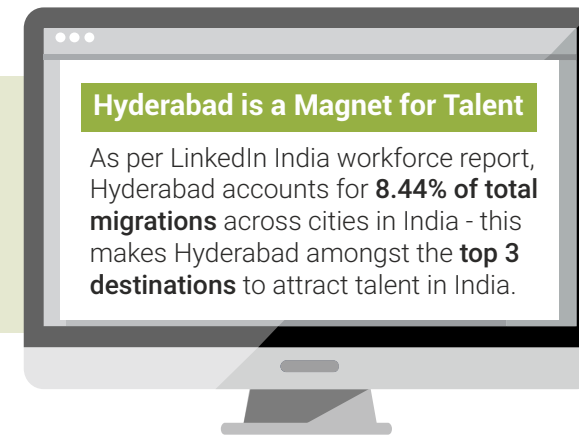 Hyderabad is a Magnet for Talent
As per LinkedIn India workforce report,
Hyderabad accounts for 8.44% of total
migrations across cities in India - this
makes Hyderabad amongst the top 3
destinations to attract talent in India.